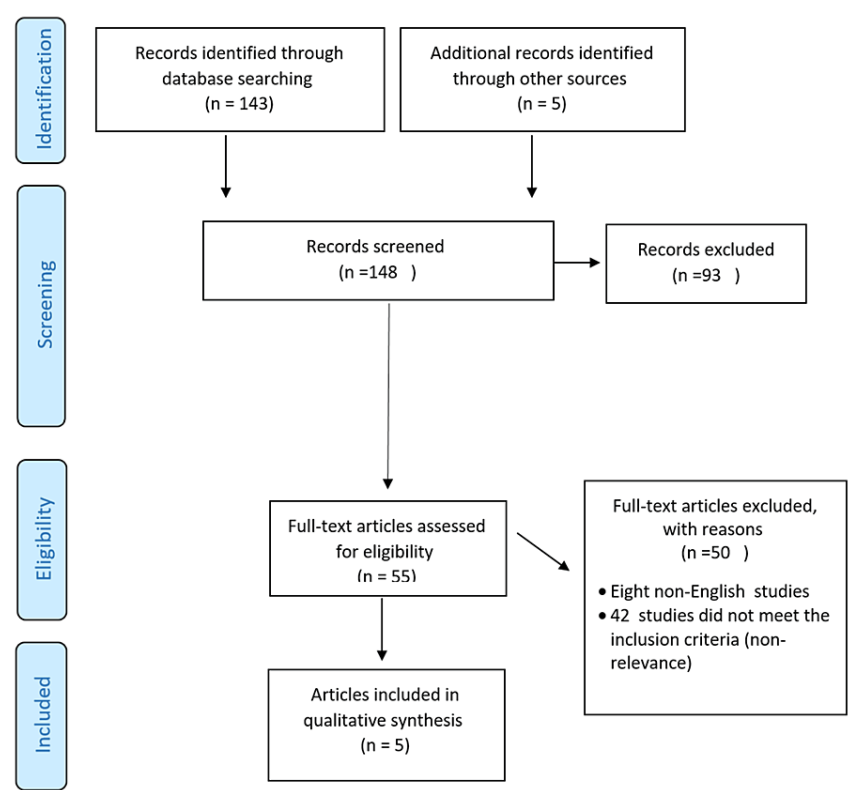 Identification
Records identified through
database searching
(n = 143)
Additional records identified
through other sources
(n = 5)
Screening
Records screened
(n =148   )
Records excluded
(n =93   )
Eligibility
Full-text articles assessed
for eligibility
(n = 55)
Full-text articles excluded,
with reasons
(n =50   )
• Eight non-English  studies
• 42  studies did not meet the
inclusion criteria (non-
relevance)
Included
Articles included in
qualitative synthesis
(n = 5)